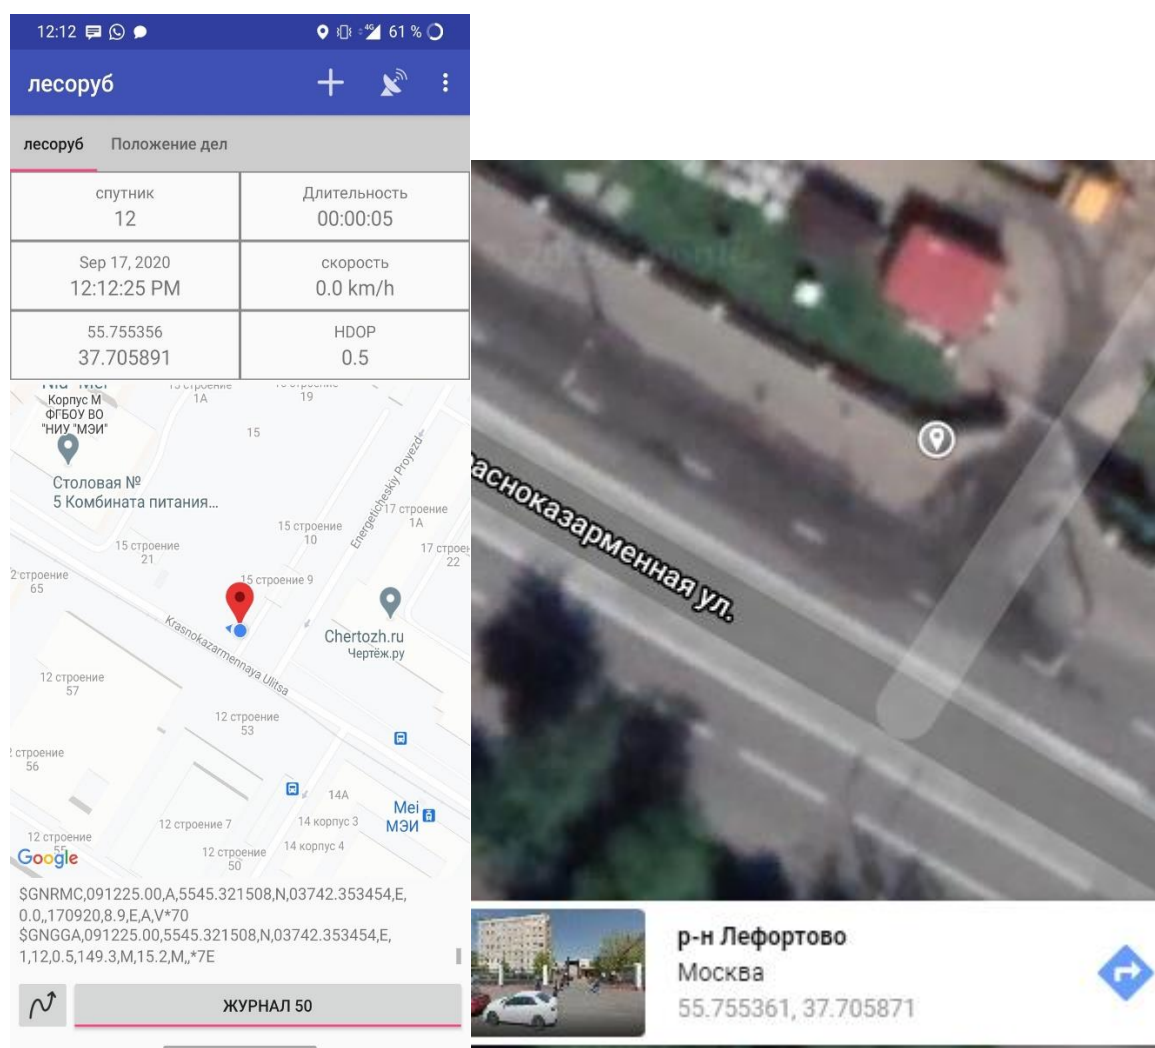 12:12
4G
61 %
лесоруб
лесоруб
Положение дел
спутник
12
Длительность
00:00:05
Sep 17, 2020
12:12:25 PM
скорость
0.0 km/h
55.755356
37.705891
HDOP
0.5
Корпус М
ФГБОУ ВО
"НИУ "МЭИ"
13 строение
1А
19
15
Столовая №
5 Комбината питания...
Energeticheskiy Proyezd
17 строение
1А
15 строение
10
15 строение
21
17
22
строение
65
15 строение 9
Krasnokazarmennaya Ulitsa
Chertozh.ru
Чертёж.ру
12 строение
57
12 строение
53
строение
56
14А
Mei
МЭИ
12 строение 7
14 корпус 3
12 строение
55
12 строение
50
14 корпус 4
Google
$GNRMC,091225.00,A,5545.321508,N,03742.353454,E,
0.0,,170920,8.9,E,A,V*70
$GNGGA,091225.00,5545.321508,N,03742.353454,E,
1,12,0.5,149.3,M,15.2,M,,*7E
ЖУРНАЛ 50
расноказарменная ул.
р-н Лефортово
Москва
55.755361, 37.705871